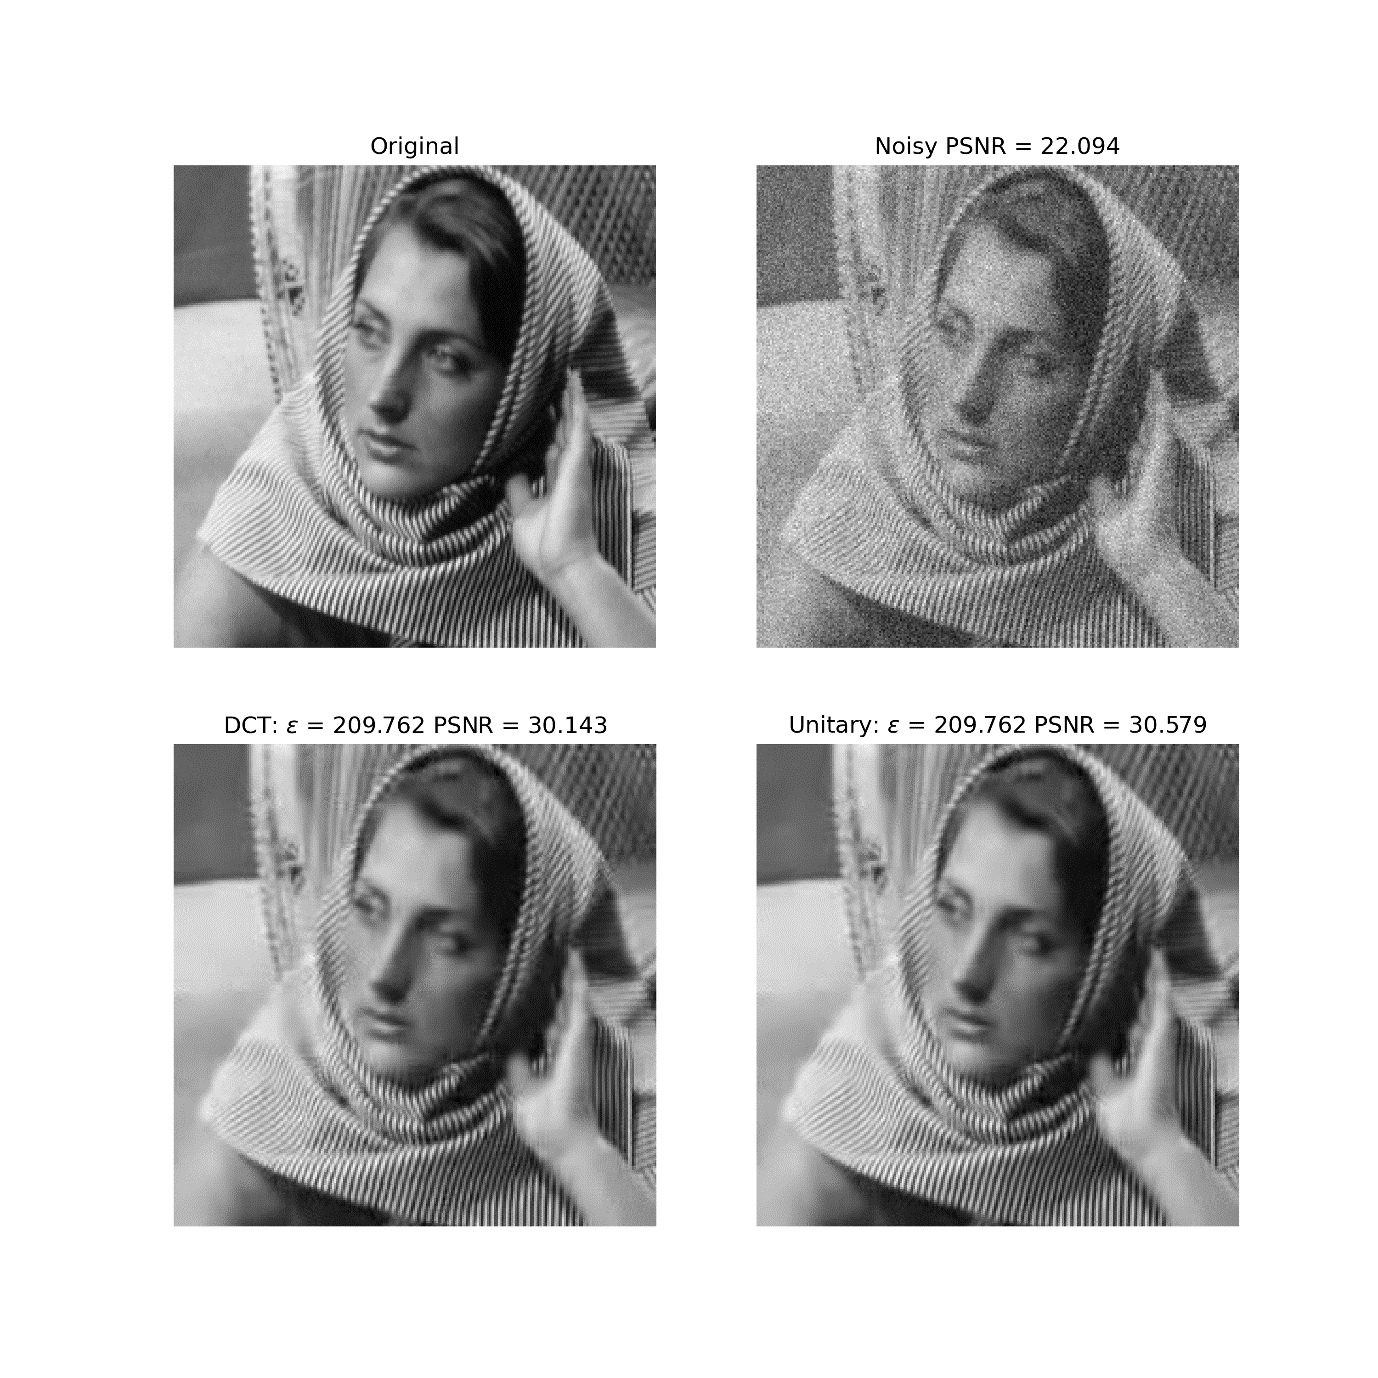 Original
Noisy PSNR = 22.094
DCT: ε = 209.762 PSNR = 30.143
Unitary: ε = 209.762 PSNR = 30.579